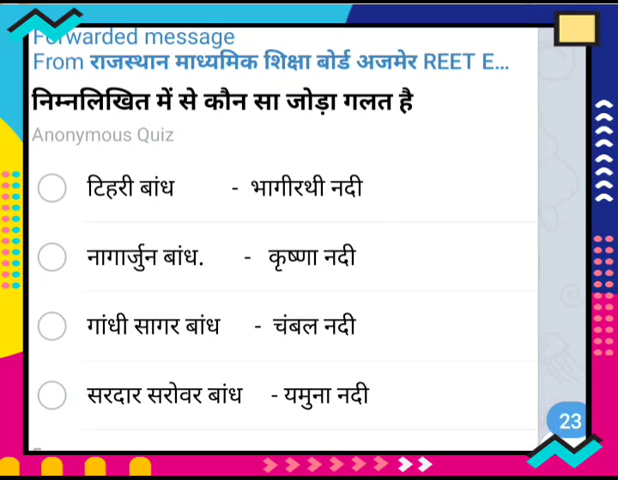 Forwarded message
From राजस्थान माध्यमिक शिक्षा बोर्ड अजमेर REET E...
निम्नलिखित में से कौन सा जोड़ा गलत है
Anonymous Quiz
टिहरी बांध - भागीरथी नदी
नागार्जुन बांध. - कृष्णा नदी
गांधी सागर बांध - चंबल नदी
सरदार सरोवर बांध - यमुना नदी
23